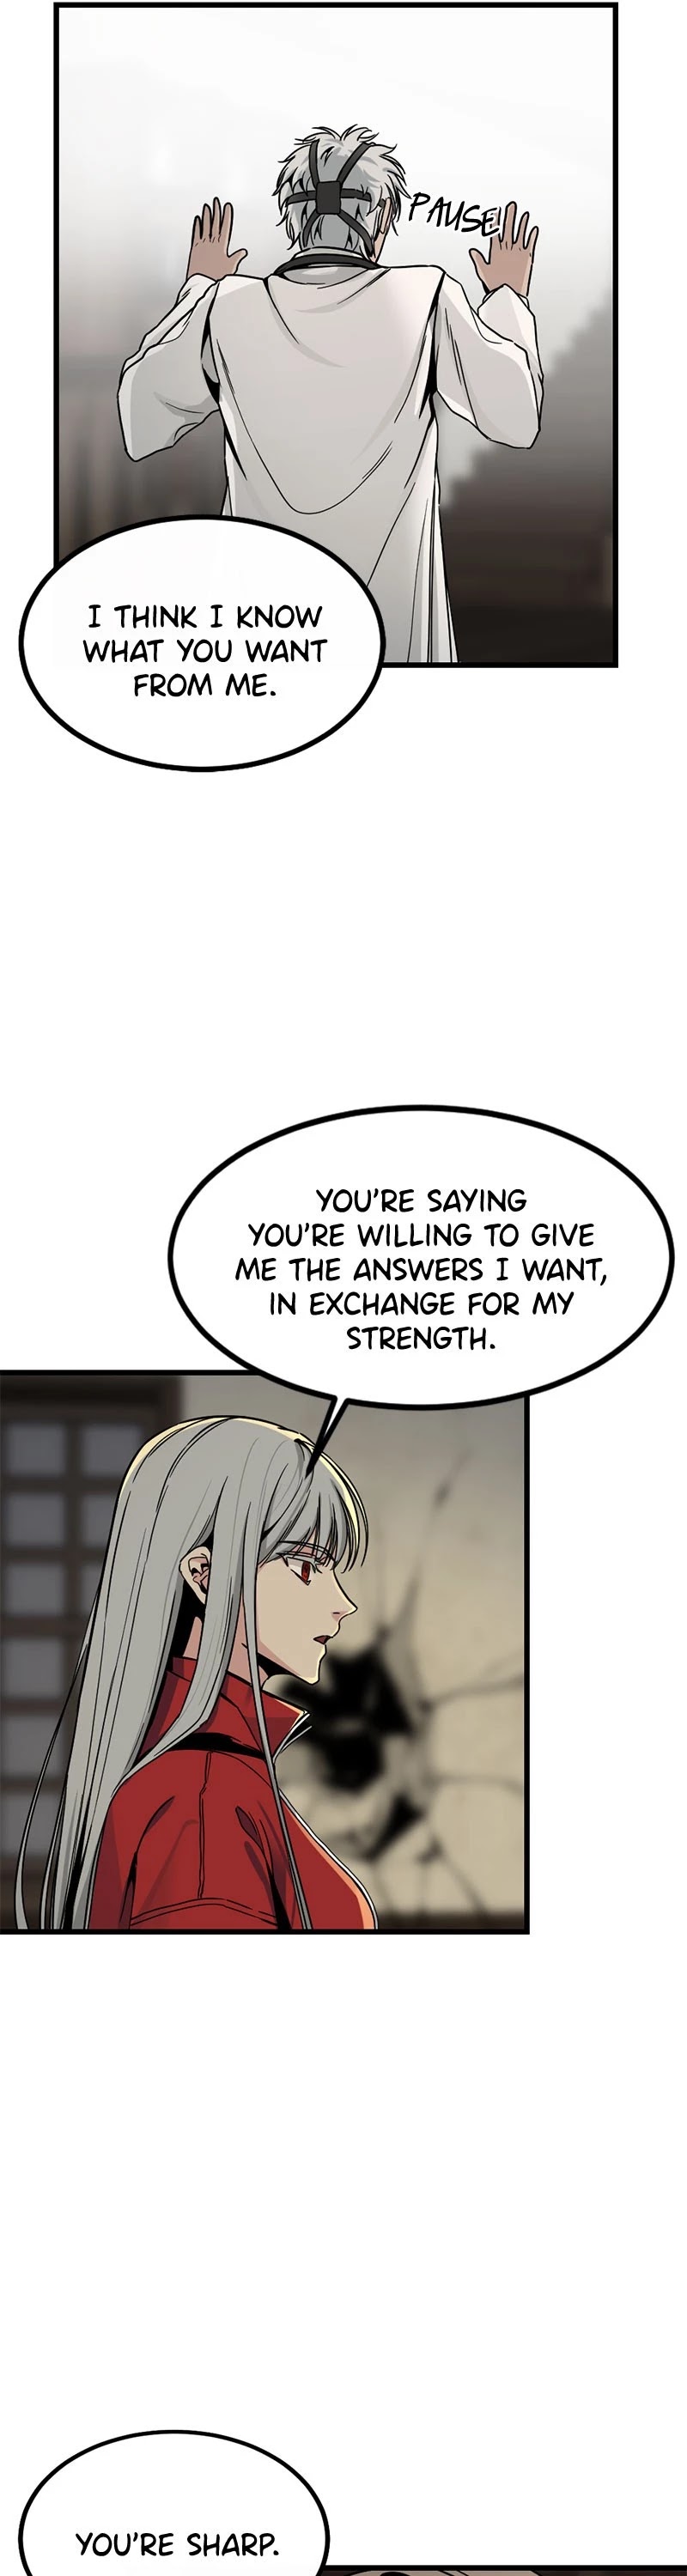 PAUSE!
I THINK I KNOW
WHAT YOU WANT
FROM ME.
YOU'RE SAYING
YOU'RE WILLING TO GIVE
ME THE ANSWERS I WANT,
IN EXCHANGE FOR MY
STRENGTH.
YOU'RE SHARP.